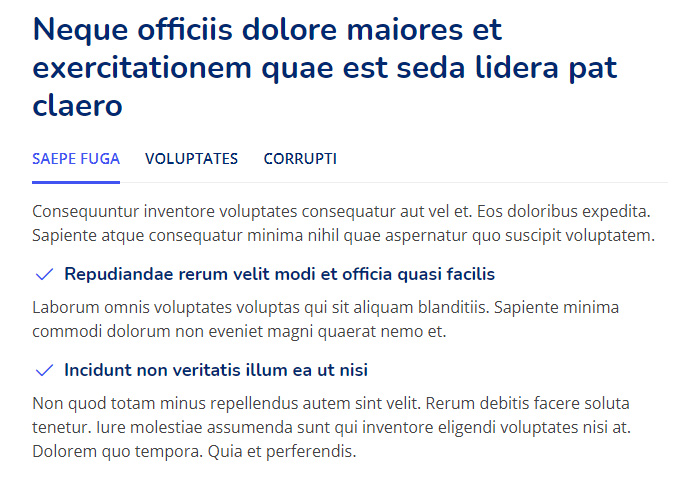 Neque officiis dolore maiores et
exercitationem quae est seda lidera pat
claero
SAEPE FUGA VOLUPTATES CORRUPTI
Consequuntur inventore voluptates consequatur aut vel et. Eos doloribus expedita.
Sapiente atque consequatur minima nihil quae aspernatur quo suscipit voluptatem.
Repudiandae rerum velit modi et officia quasi facilis
Laborum omnis voluptates voluptas qui sit aliquam blanditiis. Sapiente minima
commodi dolorum non eveniet magni quaerat nemo et.
Incidunt non veritatis illum ea ut nisi
Non quod totam minus repellendus autem sint velit. Rerum debitis facere soluta
tenetur. Iure molestiae assumenda sunt qui inventore eligendi voluptates nisi at.
Dolorem quo tempora. Quia et perferendis.